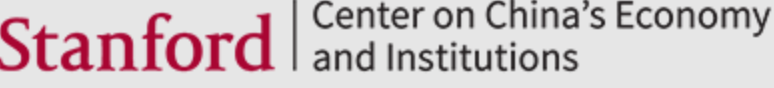 Stanford
Center on China’s Economy
and Institutions